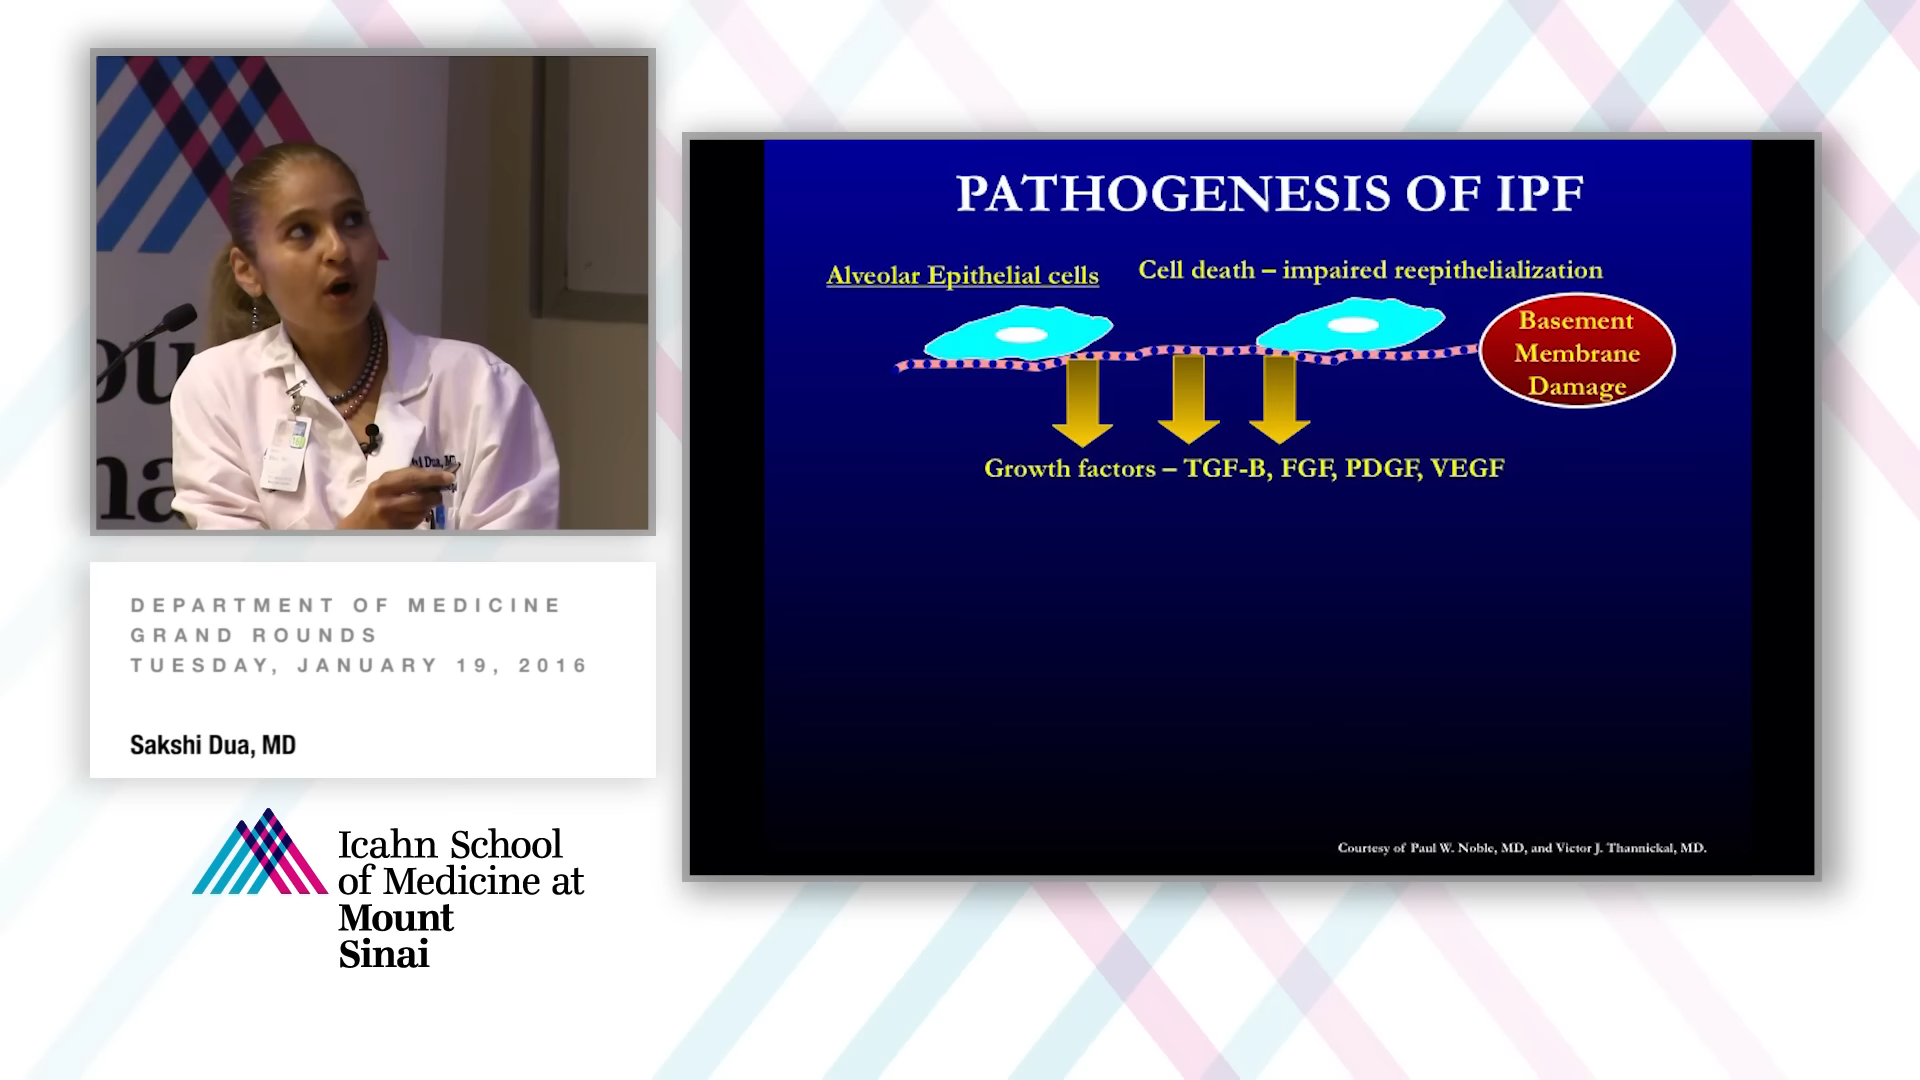 DEPARTMENT OF MEDICINE
GRAND ROUNDS
TUESDAY, JANUARY 19, 2016
Sakshi Dua, MD
Icahn School
of Medicine at
Mount
Sinai
PATHOGENESIS OF IPF
Alveolar Epithelial cells
Cell death – impaired reepithelialization
Basement
Membrane
Damage
Growth factors – TGF-B, FGF, PDGF, VEGF
Courtesy of Paul W. Noble, MD, and Victor J. Thannickal, MD.